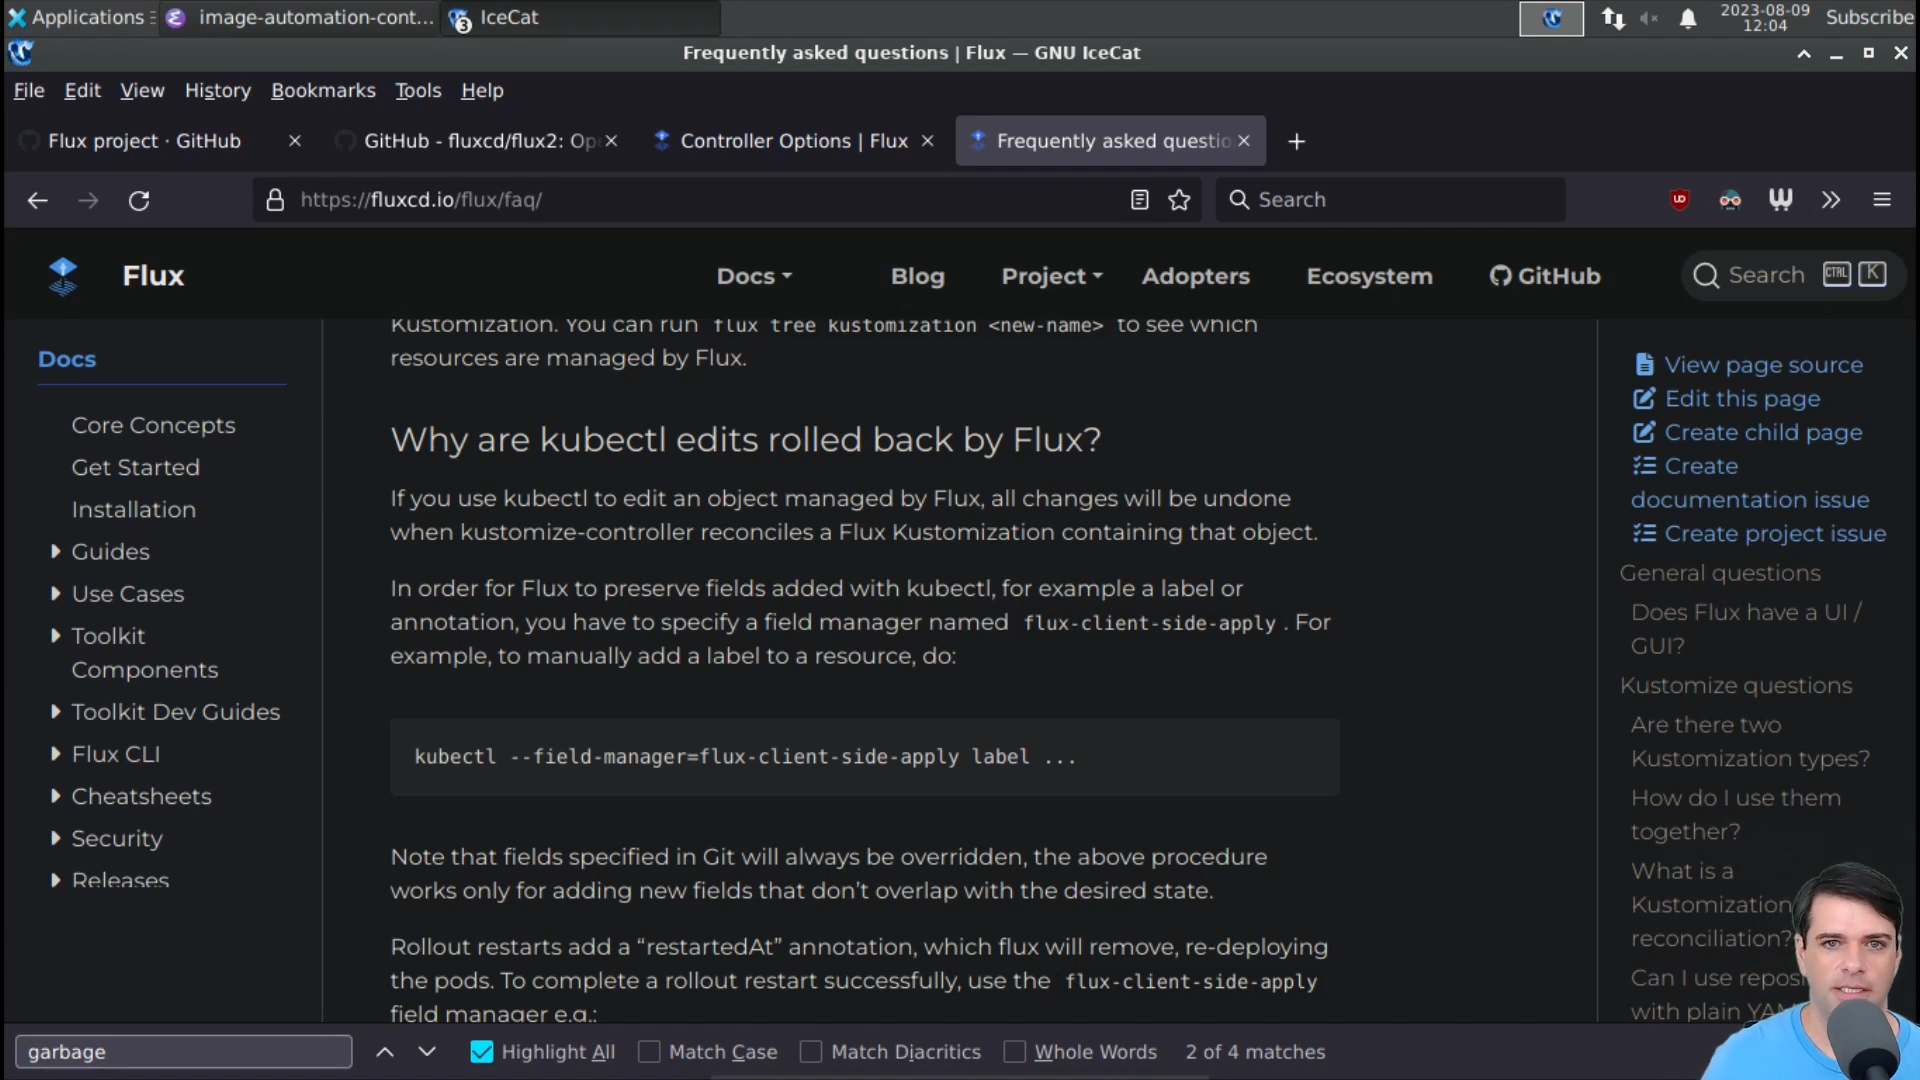 Applications
image-automation-cont...
3
IceCat
2023-08-09
12:04
Subscribe
Frequently asked questions | Flux — GNU IceCat
File Edit View History Bookmarks Tools Help
Flux project · GitHub
GitHub - fluxcd/flux2: Op
Controller Options | Flux
Frequently asked questio
https://fluxcd.io/flux/faq/
Search
Flux
Docs
Blog
Project
Adopters
Ecosystem
GitHub
Search CTRL K
Docs
Core Concepts
Get Started
Installation
Guides
Use Cases
Toolkit
Components
Toolkit Dev Guides
Flux CLI
Cheatsheets
Security
Releases
Kustomization. You can run flux tree kustomization <new-name> to see which
resources are managed by Flux.
Why are kubectl edits rolled back by Flux?
If you use kubectl to edit an object managed by Flux, all changes will be undone
when kustomize-controller reconciles a Flux Kustomization containing that object.
In order for Flux to preserve fields added with kubectl, for example a label or
annotation, you have to specify a field manager named flux-client-side-apply . For
example, to manually add a label to a resource, do:
kubectl --field-manager=flux-client-side-apply label ...
Note that fields specified in Git will always be overridden, the above procedure
works only for adding new fields that don’t overlap with the desired state.
Rollout restarts add a “restartedAt” annotation, which flux will remove, re-deploying
the pods. To complete a rollout restart successfully, use the flux-client-side-apply
field manager e.g.:
View page source
Edit this page
Create child page
Create
documentation issue
Create project issue
General questions
Does Flux have a UI /
GUI?
Kustomize questions
Are there two
Kustomization types?
How do I use them
together?
What is a
Kustomization
reconciliation?
Can I use reposi
with plain YAM
garbage
Highlight All
Match Case
Match Diacritics
Whole Words
2 of 4 matches